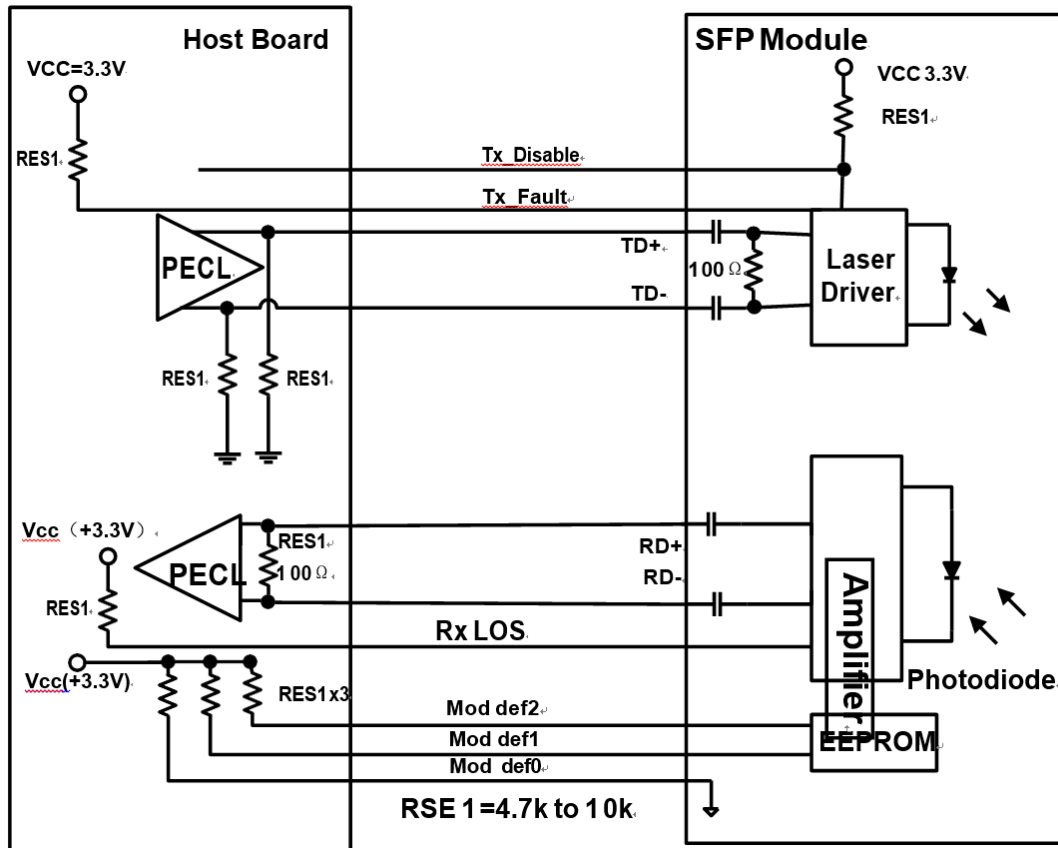 Host Board
SFP Module
VCC=3.3V
VCC 3.3V
RES1
RES1
Tx_Disable
Tx_Fault
PECL
TD+
100Ω
Laser
Driver
TD-
RES1
RES1
Vcc（+3.3V）
RES1
PECL
100Ω
RD+
RD-
RES1
Amplifier
Rx LOS
Vcc(+3.3V)
RES1x3
Photodiode
Mod def2
Mod def1
EEPROM
Mod def0
RSE 1=4.7k to 10k